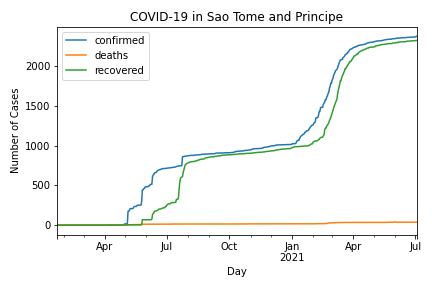 COVID-19 in Sao Tome and Principe
confirmed
deaths
recovered
Number of Cases
2000
1500
1000
500
0
Apr
Jul
Oct
Jan
2021
Apr
Jul
Day